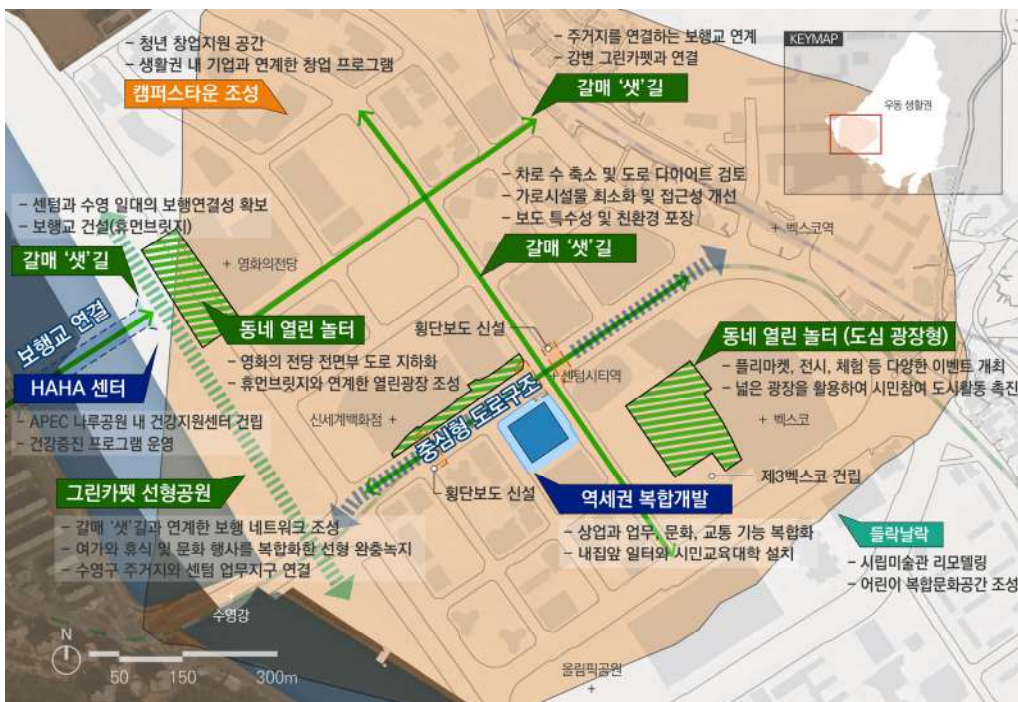 - 청년 창업지원 공간
- 생활권 내 기업과 연계한 창업 프로그램
캠퍼스타운 조성
- 주거지를 연결하는 보행교 연계
- 강변 그린카펫과 연결
갈매 ‘샛’길
KEYMAP
우동 생활권
- 차로 수 축소 및 도로 다이어트 검토
- 가로시설물 최소화 및 접근성 개선
- 보도 특수성 및 친환경 포장
갈매 ‘샛’길
- 센텀과 수영 일대의 보행연결성 확보
- 보행교 건설(휴먼브릿지)
갈매 ‘샛’길
+ 영화의전당
+ 벡스코역
보행교 연결
HAHA 센터
- APEC 나루공원 내 건강지원센터 건립
- 건강증진 프로그램 운영
동네 열린 놀터
- 영화의 전당 전면부 도로 지하화
- 휴먼브릿지와 연계한 열린광장 조성
횡단보도 신설
+센텀시티역
동네 열린 놀터 (도심 광장형)
- 플리마켓, 전시, 체험 등 다양한 이벤트 개최
- 넓은 광장을 활용하여 시민참여 도시활동 촉진
신세계백화점 +
중심형 도로구조
+ 벡스코
제3벡스코 건립
횡단보도 신설
그린카펫 선형공원
- 갈매 ‘샛’길과 연계한 보행 네트워크 조성
- 여가와 휴식 및 문화 행사를 복합화한 선형 완충녹지
- 수영구 주거지와 센텀 업무지구 연결
역세권 복합개발
- 상업과 업무, 문화, 교통 기능 복합화
- 내집앞 일터와 시민교육대학 설치
들락날락
- 시립미술관 리모델링
- 어린이 복합문화공간 조성
+
수영강
N
50 150 300m
올림픽공원
+